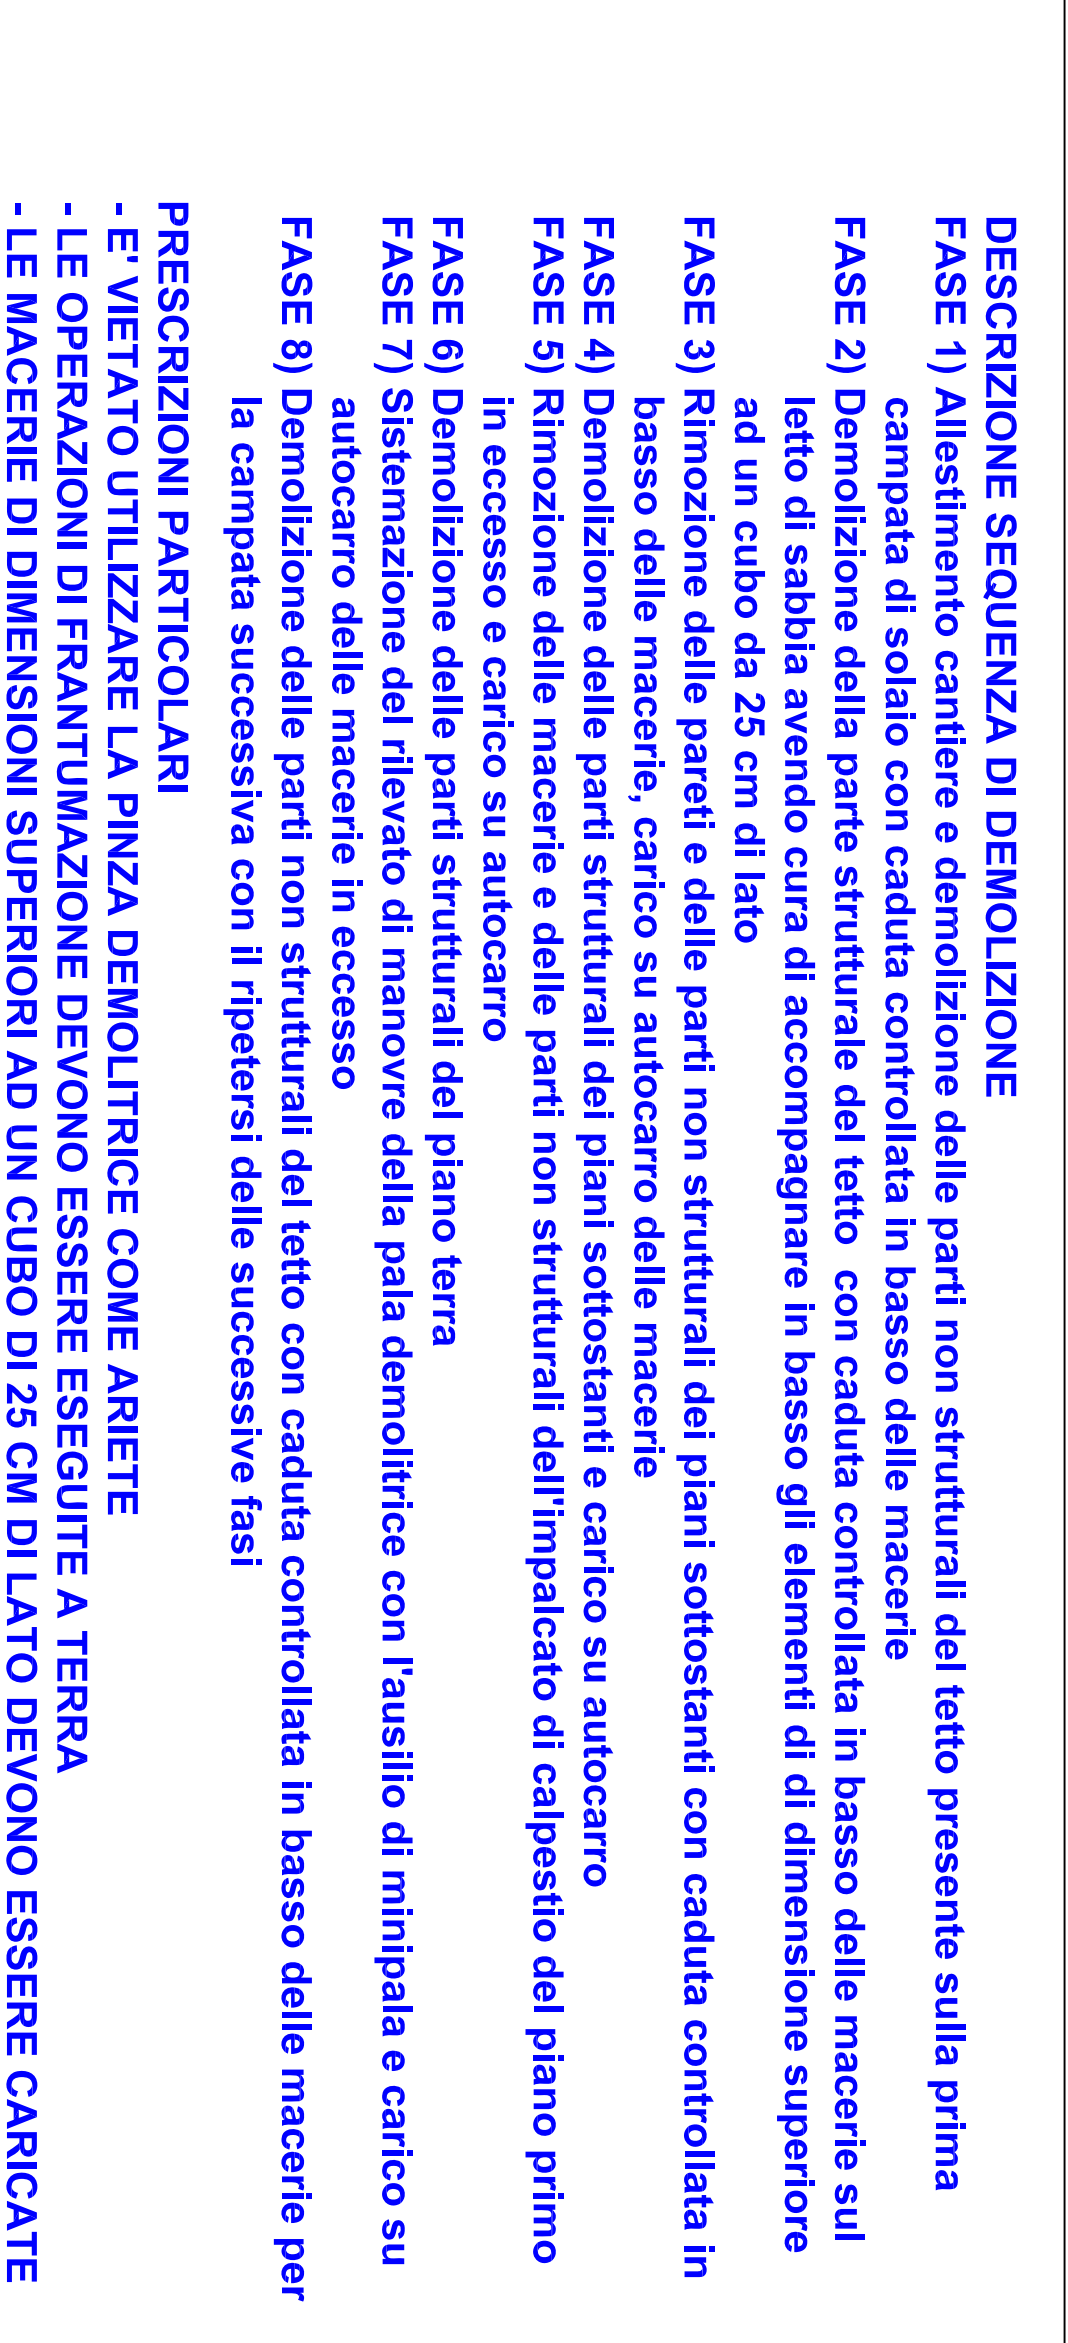 DESCRIZIONE SEQUENZA DI DEMOLIZIONE
FASE 1) Allestimento cantiere e demolizione delle parti non strutturali del tetto presente sulla prima
campata di solaio con caduta controllata in basso delle macerie
FASE 2) Demolizione della parte strutturale del tetto con caduta controllata in basso delle macerie sul
letto di sabbia avendo cura di accompagnare in basso gli elementi di di dimensione superiore
ad un cubo da 25 cm di lato
FASE 3) Rimozione delle pareti e delle parti non strutturali dei piani sottostanti con caduta controllata in
basso delle macerie, carico su autocarro delle macerie
FASE 4) Demolizione delle parti strutturali dei piani sottostanti e carico su autocarro
FASE 5) Rimozione delle macerie e delle parti non strutturali dell'impalcato di calpestio del piano primo
in eccesso e carico su autocarro
FASE 6) Demolizione delle parti strutturali del piano terra
FASE 7) Sistemazione del rilevato di manovre della pala demolitrice con l'ausilio di minipala e carico su
autocarro delle macerie in eccesso
FASE 8) Demolizione delle parti non strutturali del tetto con caduta controllata in basso delle macerie per
la campata successiva con il ripetersi delle successive fasi
PRESCRIZIONI PARTICOLARI
- E' VIETATO UTILIZZARE LA PINZA DEMOLITRICE COME ARIETE
- LE OPERAZIONI DI FRANTUMAZIONE DEVONO ESSERE ESEGUITE A TERRA
- LE MACERIE DI DIMENSIONI SUPERIORI AD UN CUBO DI 25 CM DI LATO DEVONO ESSERE CARICATE